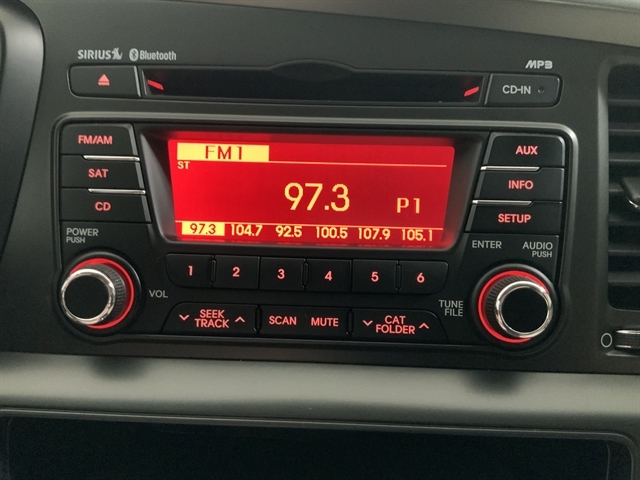 SIRIUS Bluetooth
MP3
CD-IN
FM/AM
SAT
CD
FM1
ST
97.3 P1
97.3 104.7 92.5 100.5 107.9 105.1
AUX
INFO
SETUP
POWER
PUSH
VOL
1 2 3 4 5 6
ENTER
AUDIO
PUSH
TUNE
FILE
SEEK
TRACK
SCAN
MUTE
CAT
FOLDER